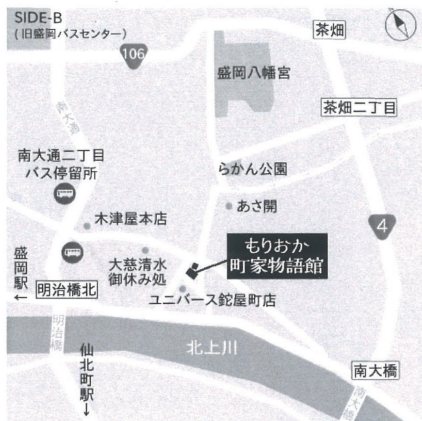 SIDE-B
(旧盛岡バスセンター)
106
茶畑
盛岡八幡宮
南大通
茶畑二丁目
南大通二丁目
バス停留所
らかん公園
あさ開
木津屋本店
4
もりおか
町家物語館
大慈清水
御休み処
盛岡駅
←
明治橋北
ユニバース鉈屋町店
明治橋
北上川
仙北町駅↓
南大橋
南大橋